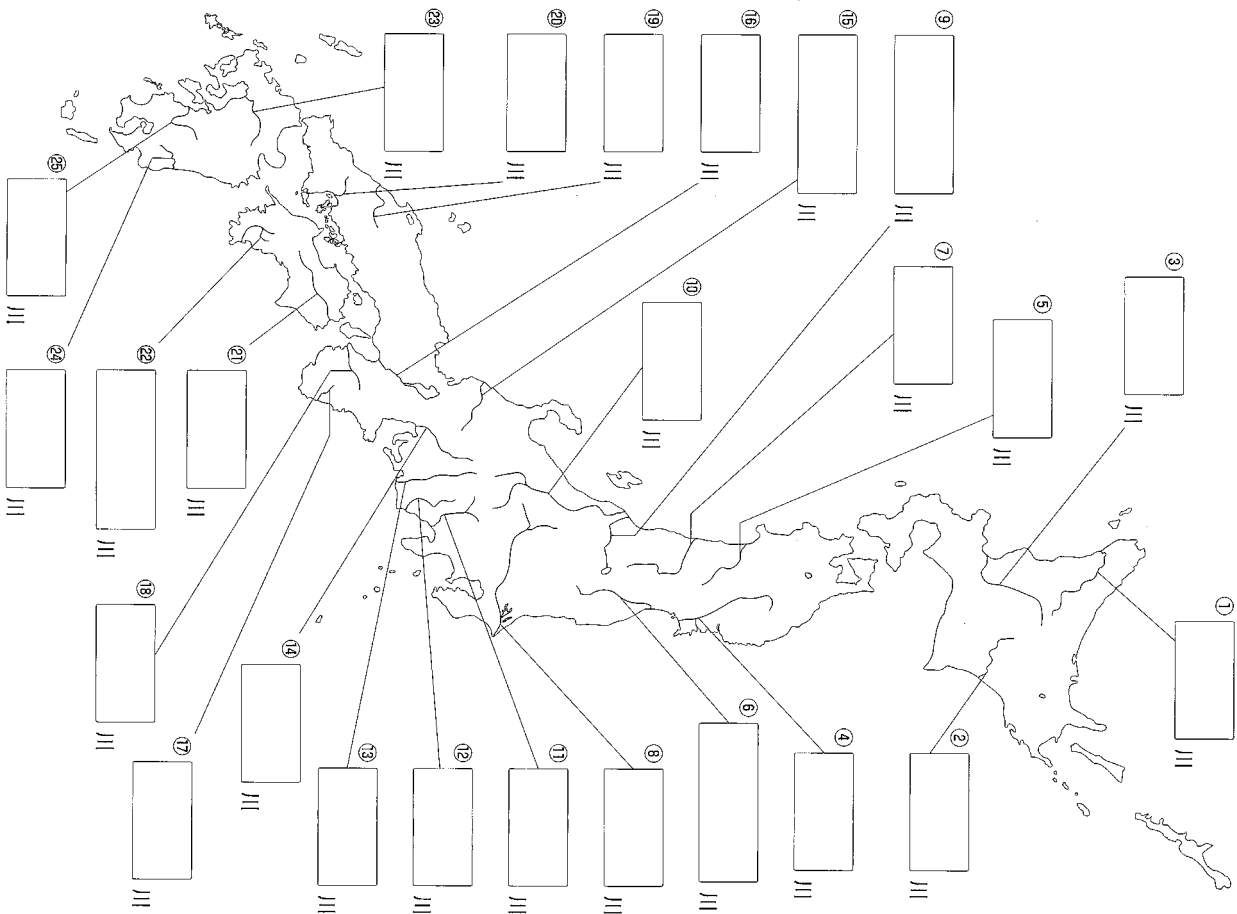 ① 川
② 川
③ 川
④ 川
⑤ 川
⑥ 川
⑦ 川
⑧ 川
⑨ 川
⑩ 川
⑪ 川
⑫ 川
⑬ 川
⑭ 川
⑮ 川
⑯ 川
⑰ 川
⑱ 川
⑲ 川
⑳ 川
㉑ 川
㉒ 川
㉓ 川
㉔ 川
㉕ 川